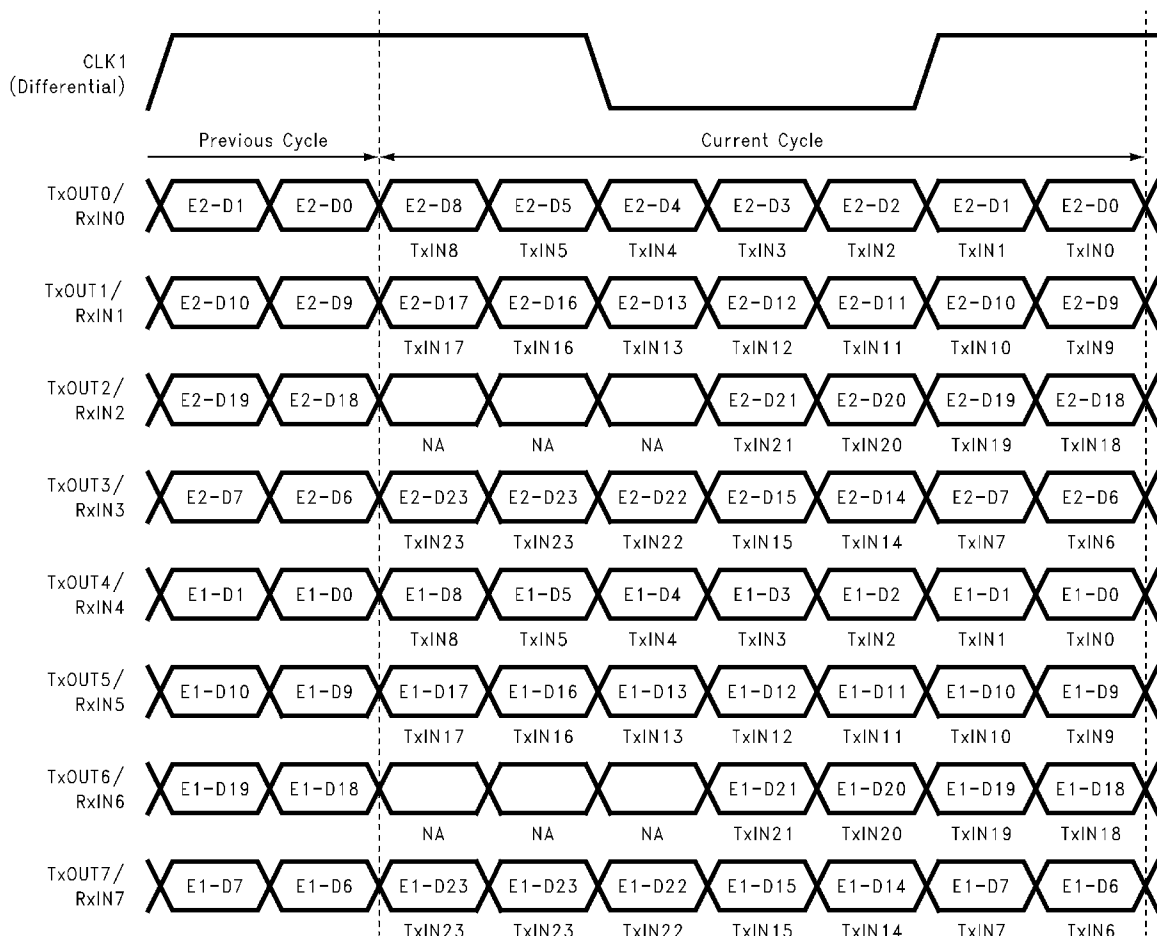 CLK1
(Differential)
Previous Cycle Current Cycle
TxOUT0/
RxIN0
E2-D1 E2-D0 E2-D8 E2-D5 E2-D4 E2-D3 E2-D2 E2-D1 E2-D0
TxIN8 TxIN5 TxIN4 TxIN3 TxIN2 TxIN1 TxIN0
TxOUT1/
RxIN1
E2-D10 E2-D9 E2-D17 E2-D16 E2-D13 E2-D12 E2-D11 E2-D10 E2-D9
TxIN17 TxIN16 TxIN13 TxIN12 TxIN11 TxIN10 TxIN9
TxOUT2/
RxIN2
E2-D19 E2-D18 E2-D21 E2-D20 E2-D19 E2-D18
NA NA NA TxIN21 TxIN20 TxIN19 TxIN18
TxOUT3/
RxIN3
E2-D7 E2-D6 E2-D23 E2-D23 E2-D22 E2-D15 E2-D14 E2-D7 E2-D6
TxIN23 TxIN23 TxIN22 TxIN15 TxIN14 TxIN7 TxIN6
TxOUT4/
RxIN4
E1-D1 E1-D0 E1-D8 E1-D5 E1-D4 E1-D3 E1-D2 E1-D1 E1-D0
TxIN8 TxIN5 TxIN4 TxIN3 TxIN2 TxIN1 TxIN0
TxOUT5/
RxIN5
E1-D10 E1-D9 E1-D17 E1-D16 E1-D13 E1-D12 E1-D11 E1-D10 E1-D9
TxIN17 TxIN16 TxIN13 TxIN12 TxIN11 TxIN10 TxIN9
TxOUT6/
RxIN6
E1-D19 E1-D18 E1-D21 E1-D20 E1-D19 E1-D18
NA NA NA TxIN21 TxIN20 TxIN19 TxIN18
TxOUT7/
RxIN7
E1-D7 E1-D6 E1-D23 E1-D23 E1-D22 E1-D15 E1-D14 E1-D7 E1-D6
TxIN23 TxIN23 TxIN22 TxIN15 TxIN14 TxIN7 TxIN6